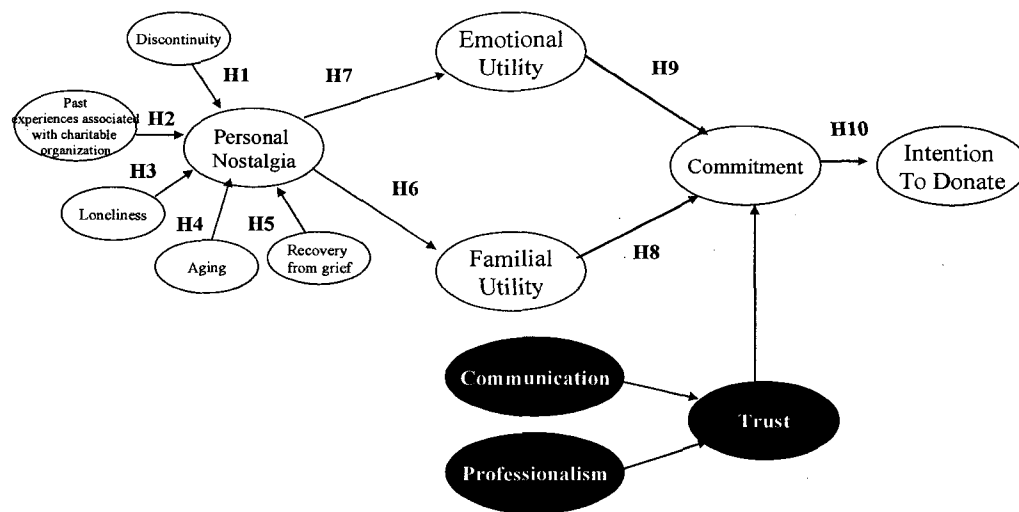 Discontinuity
H1
Past
experiences associated
with charitable
organization
H2
Personal
Nostalgia
H3
Loneliness
H4
Aging
H5
Recovery
from grief
H7
H6
Emotional
Utility
Familial
Utility
H9
H8
Commitment
H10
Intention
To Donate
Communication
Professionalism
Trust